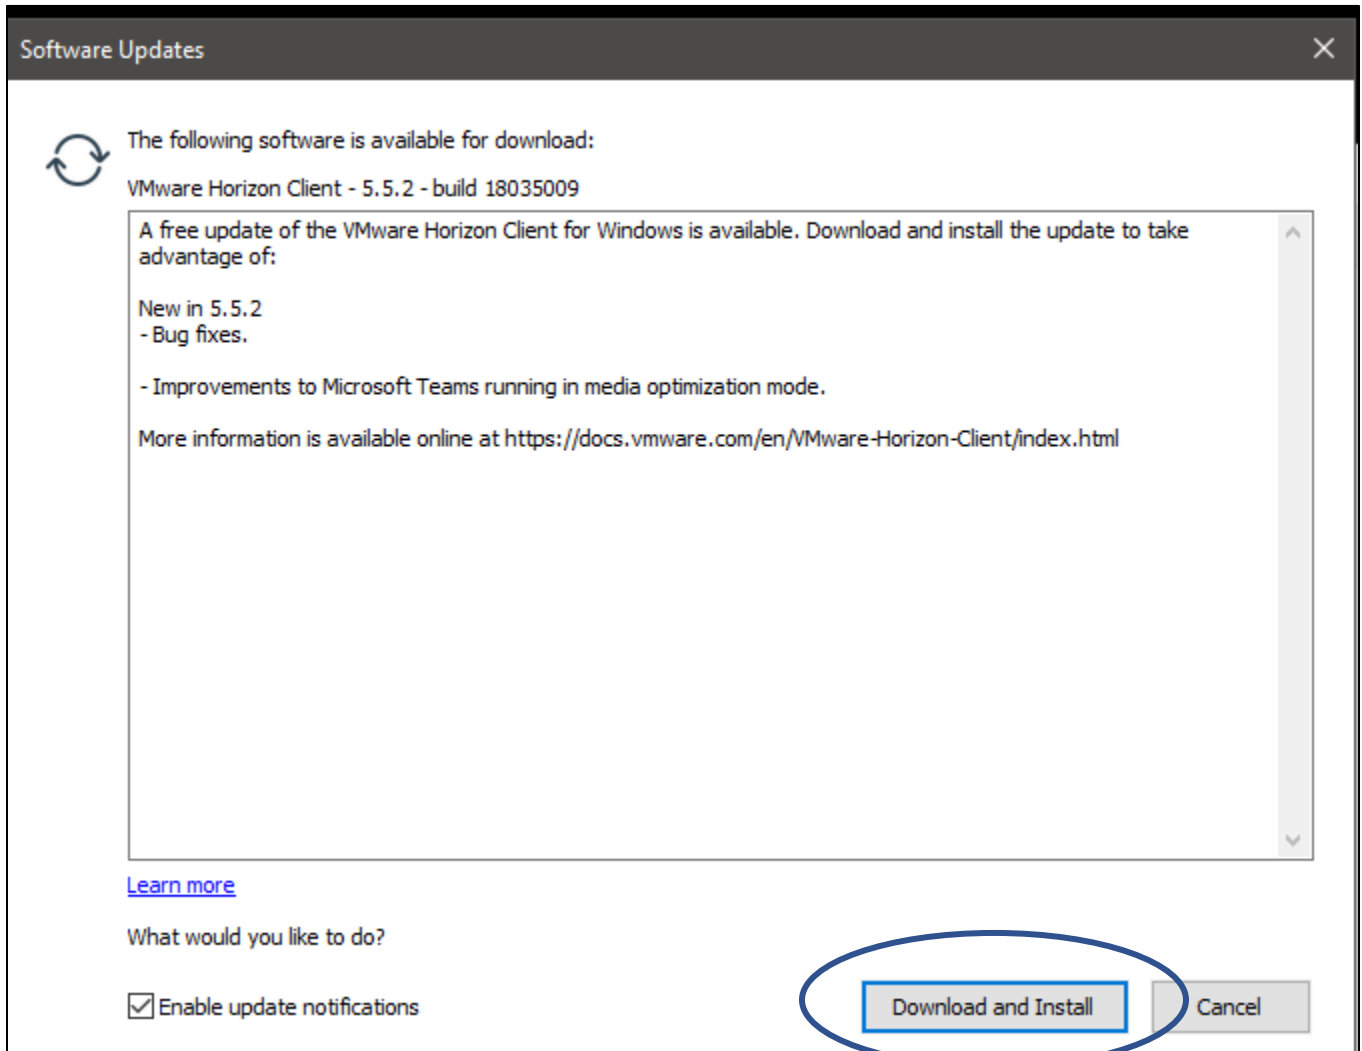 Software Updates
The following software is available for download:
VMware Horizon Client - 5.5.2 - build 18035009
A free update of the VMware Horizon Client for Windows is available. Download and install the update to take
advantage of:
New in 5.5.2
- Bug fixes.
- Improvements to Microsoft Teams running in media optimization mode.
More information is available online at https://docs.vmware.com/en/VMware-Horizon-Client/index.html
Learn more
What would you like to do?
Enable update notifications
Download and Install
Cancel